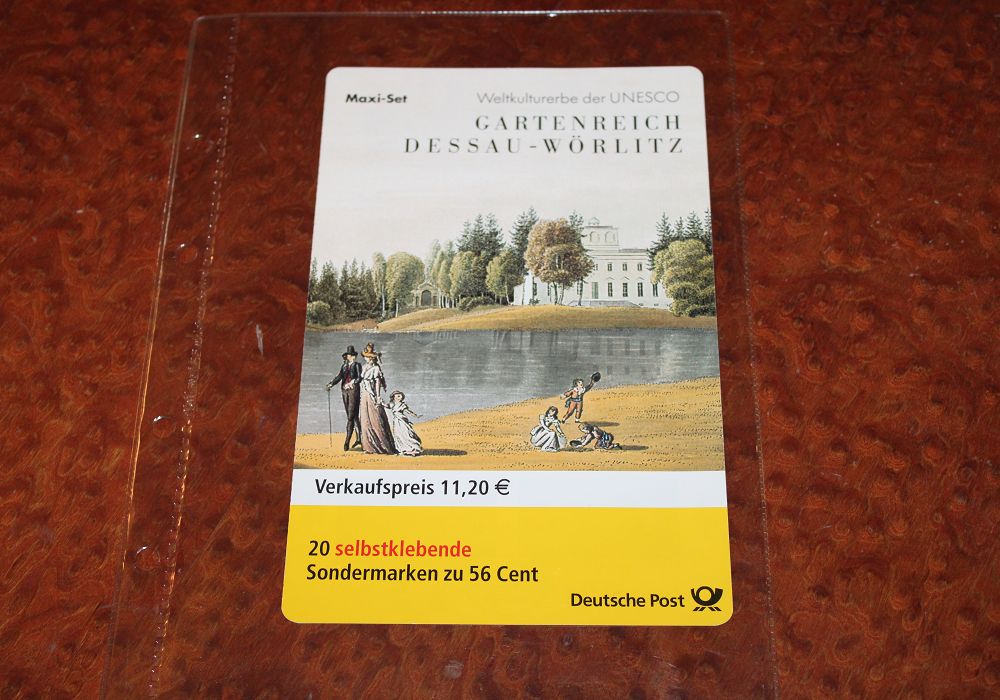 Maxi-Set
Weltkulturerbe der UNESCO
GARTENREICH
DESSAU-WÖRLITZ
Verkaufspreis 11,20 €
20 selbstklebende
Sondermarken zu 56 Cent
Deutsche Post